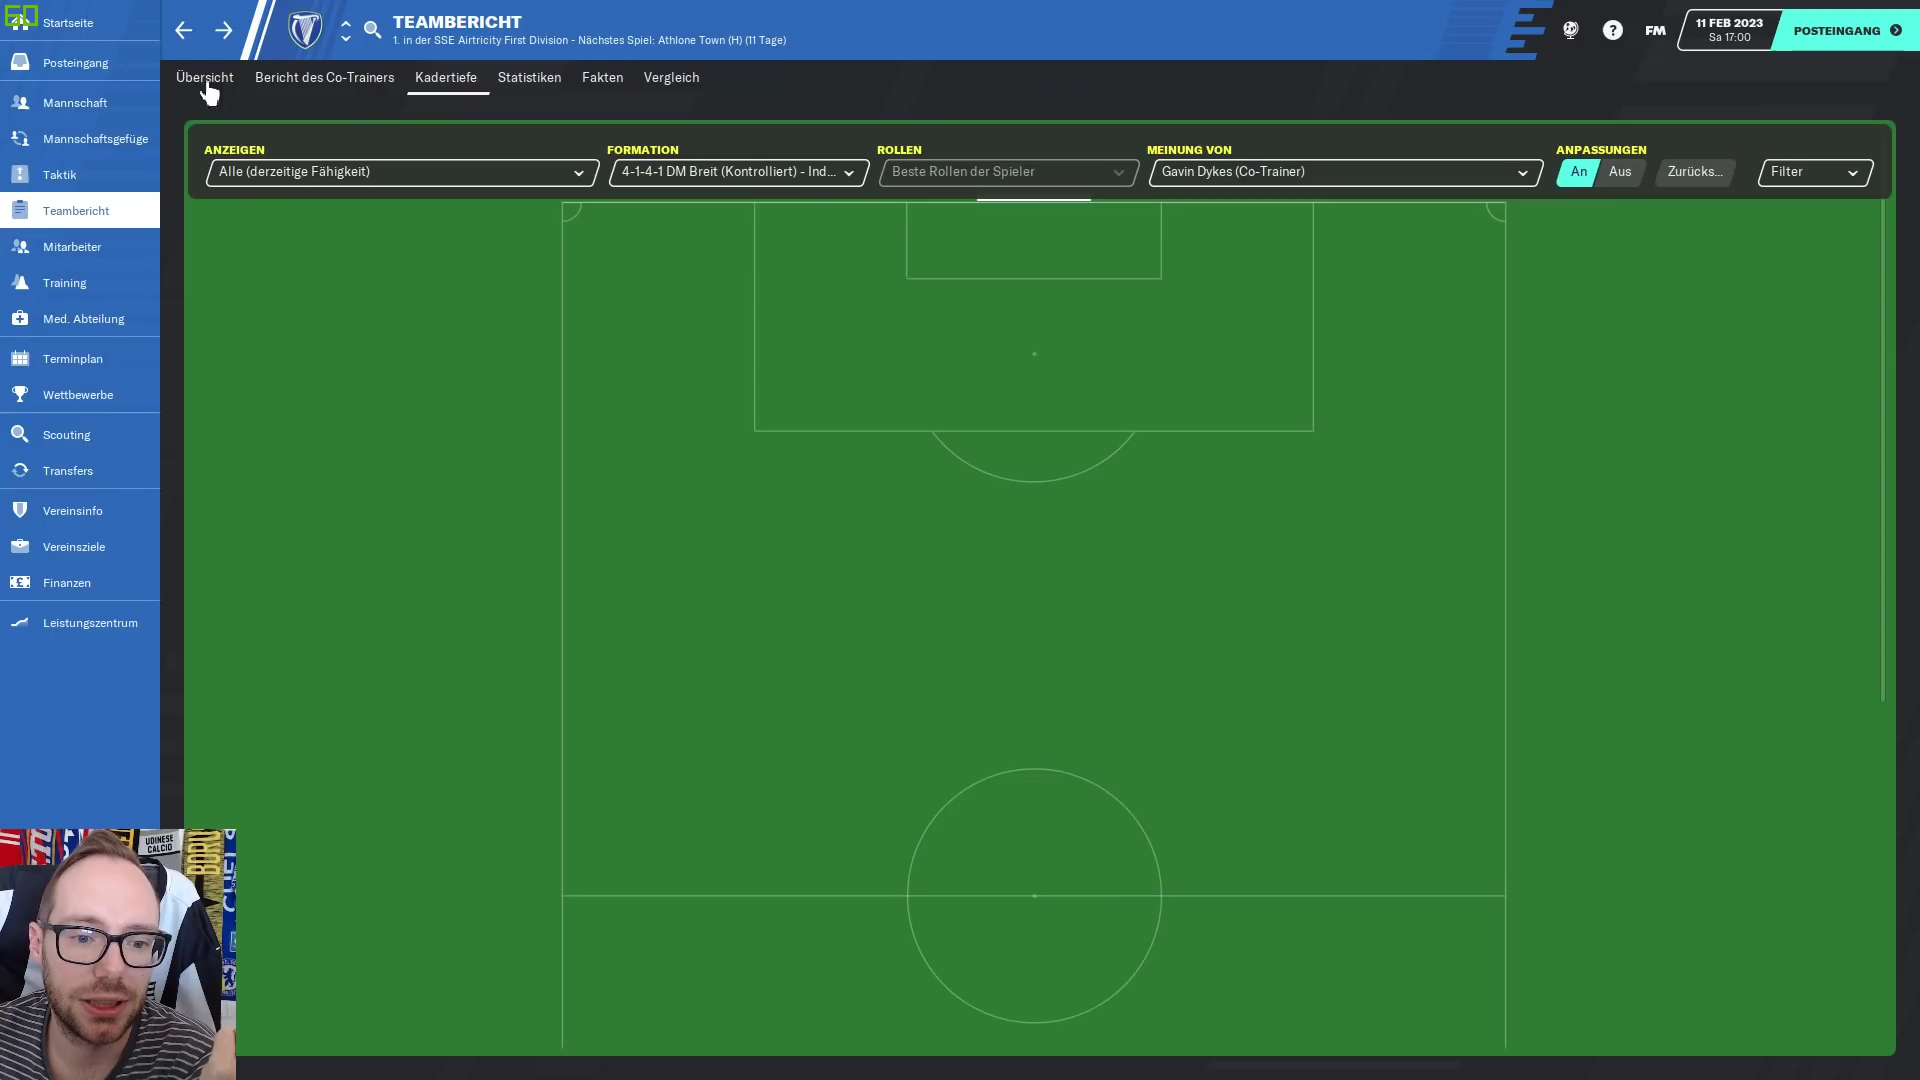 60
Startseite
Posteingang
Mannschaft
Mannschaftsgefüge
Taktik
Teambericht
Mitarbeiter
Training
Med. Abteilung
Terminplan
Wettbewerbe
Scouting
Transfers
Vereinsinfo
Vereinsziele
Finanzen
Leistungszentrum
TEAMBERICHT
1. in der SSE Airtricity First Division - Nächstes Spiel: Athlone Town (H) (11 Tage)
FM
11 FEB 2023
Sa 17:00
POSTEINGANG
Übersicht Bericht des Co-Trainers Kadertiefe Statistiken Fakten Vergleich
ANZEIGEN FORMATION ROLLEN MEINUNG VON ANPASSUNGEN
Alle (derzeitige Fähigkeit) 4-1-4-1 DM Breit (Kontrolliert) - Ind... Beste Rollen der Spieler Gavin Dykes (Co-Trainer) An Aus Zurücks... Filter
UDINESE
CALCIO